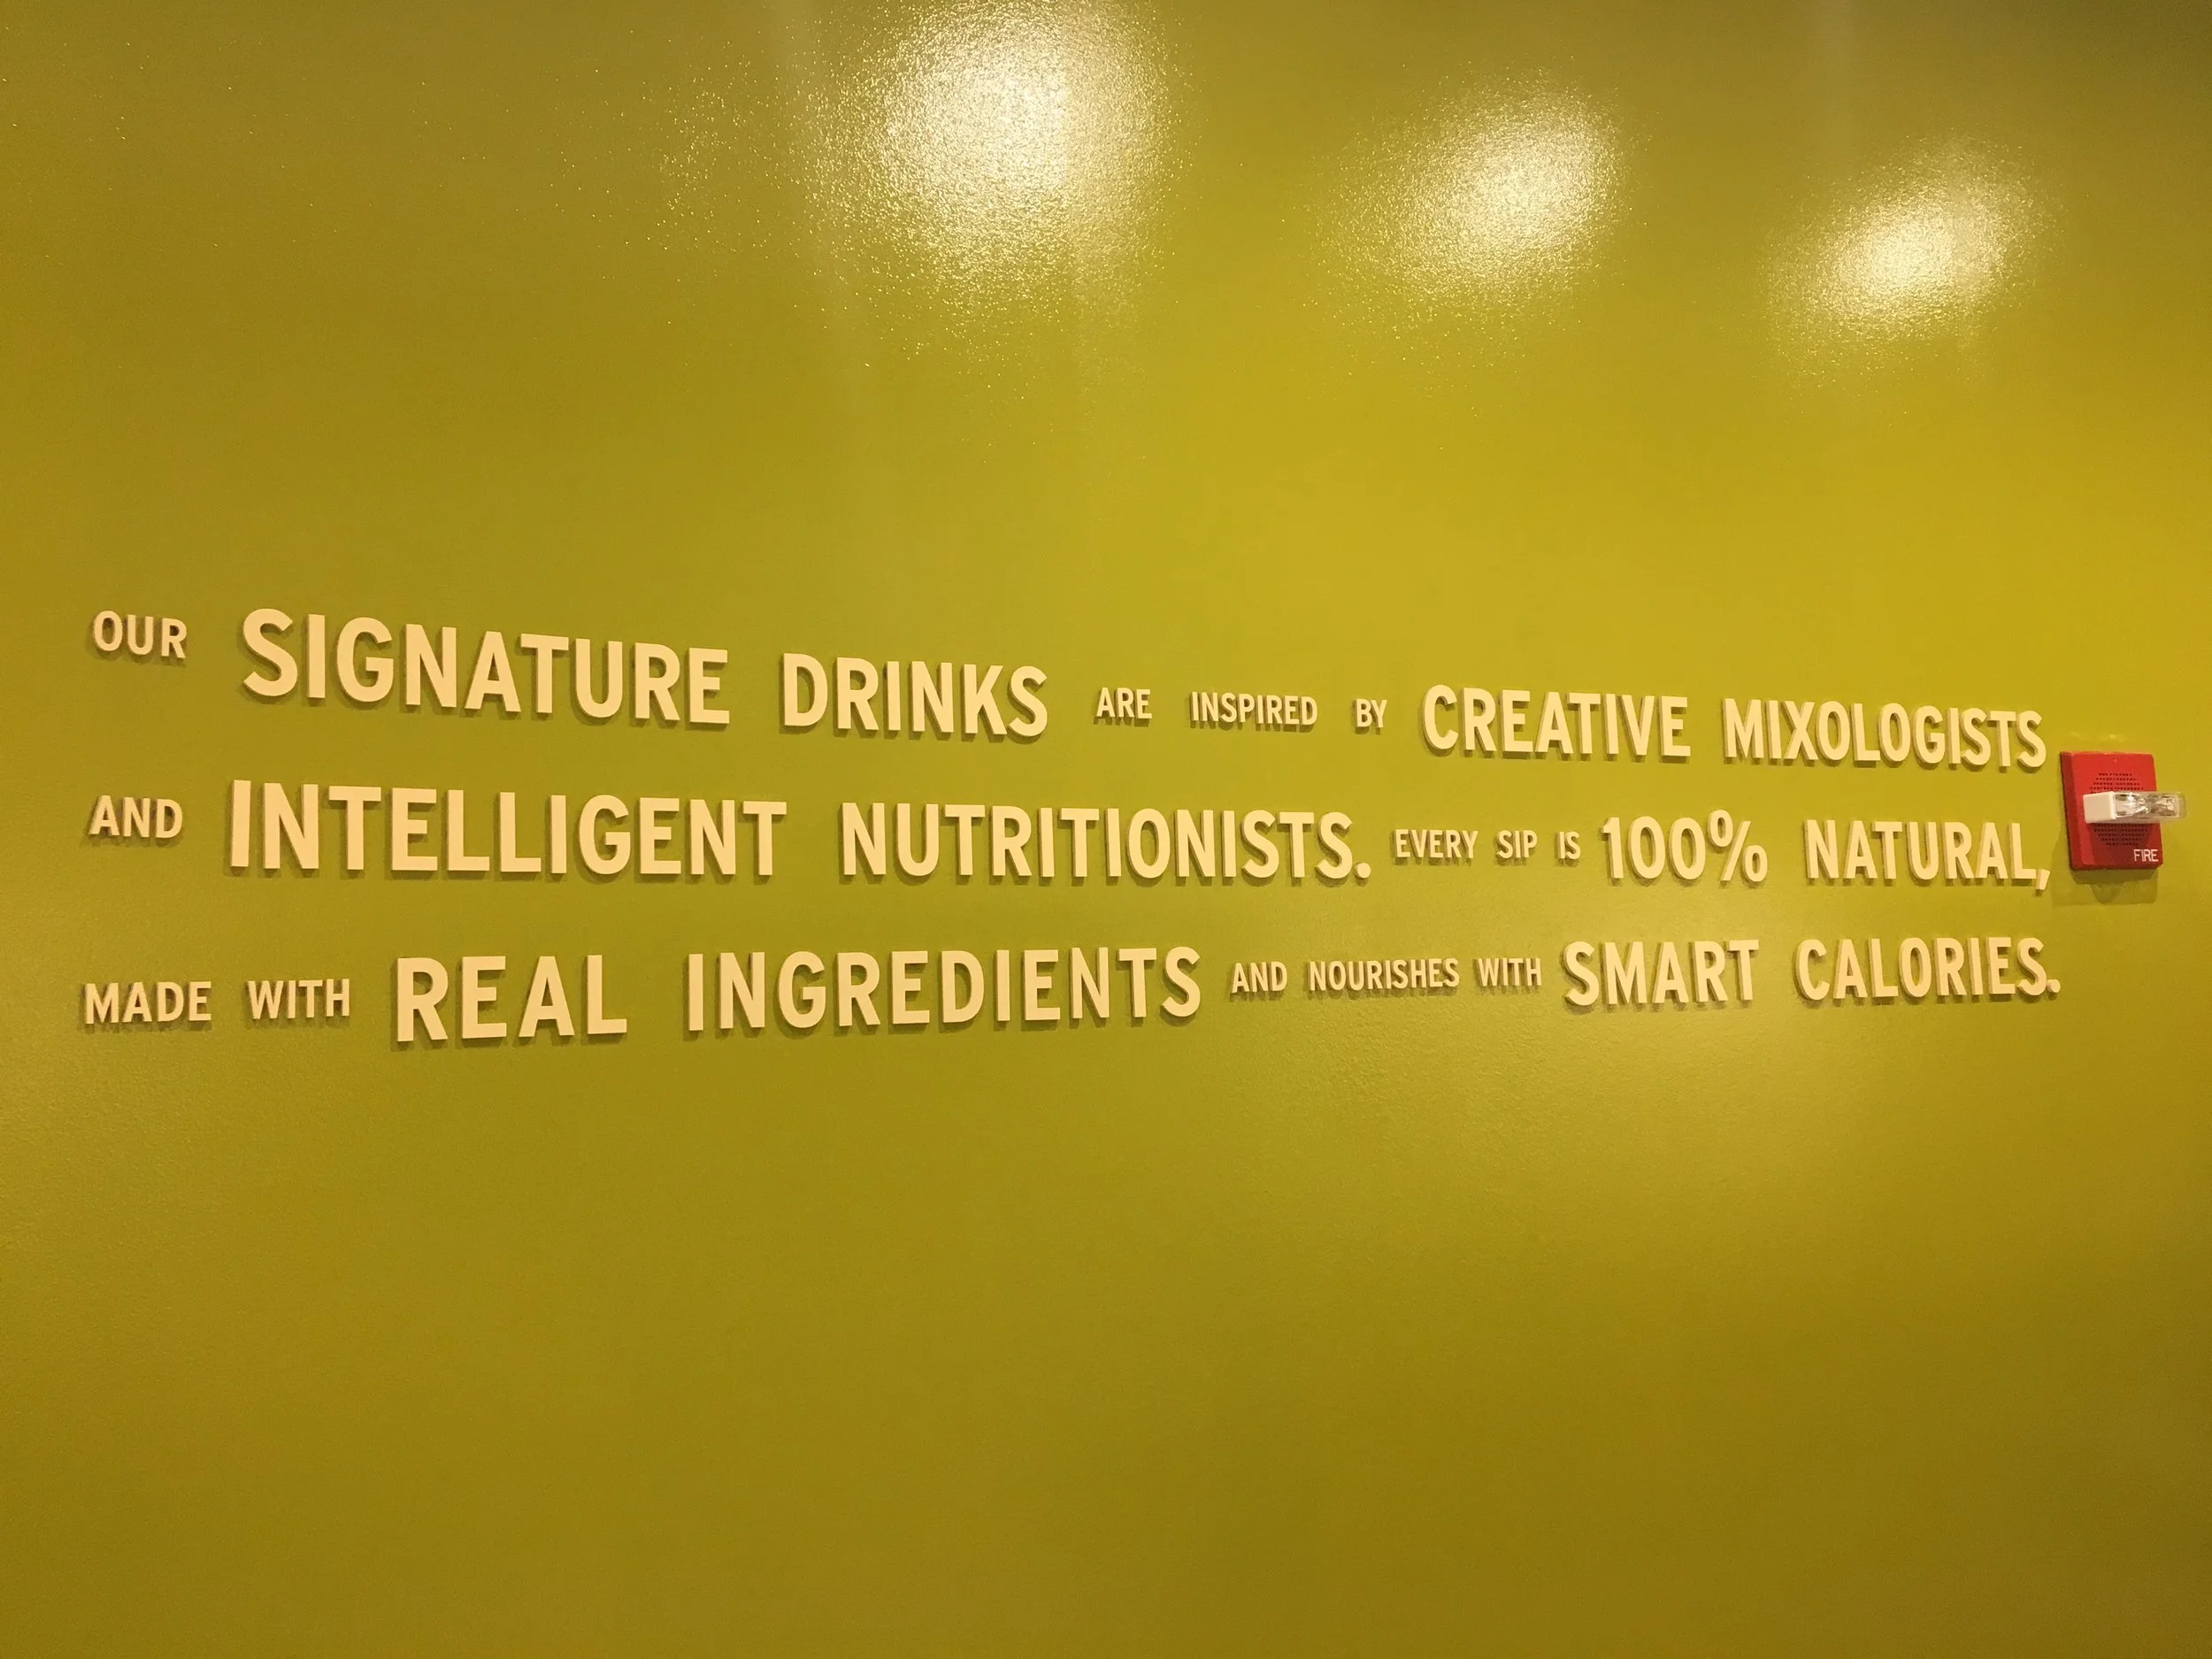 OUR SIGNATURE DRINKS ARE INSPIRED BY CREATIVE MIXOLOGISTS
AND INTELLIGENT NUTRITIONISTS. EVERY SIP IS 100% NATURAL,
MADE WITH REAL INGREDIENTS AND NOURISHES WITH SMART CALORIES.
FIRE